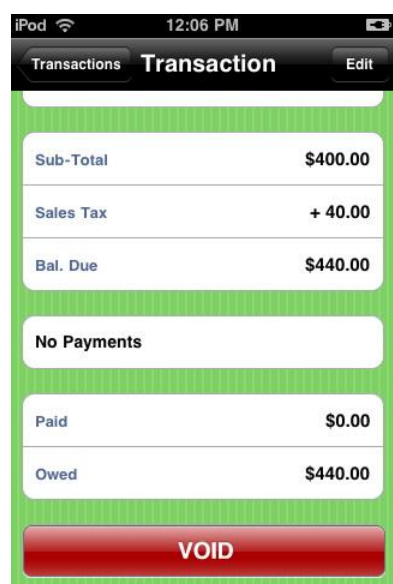 iPod 12:06 PM
Transactions Transaction Edit
Sub-Total $400.00
Sales Tax + 40.00
Bal. Due $440.00
No Payments
Paid $0.00
Owed $440.00
VOID